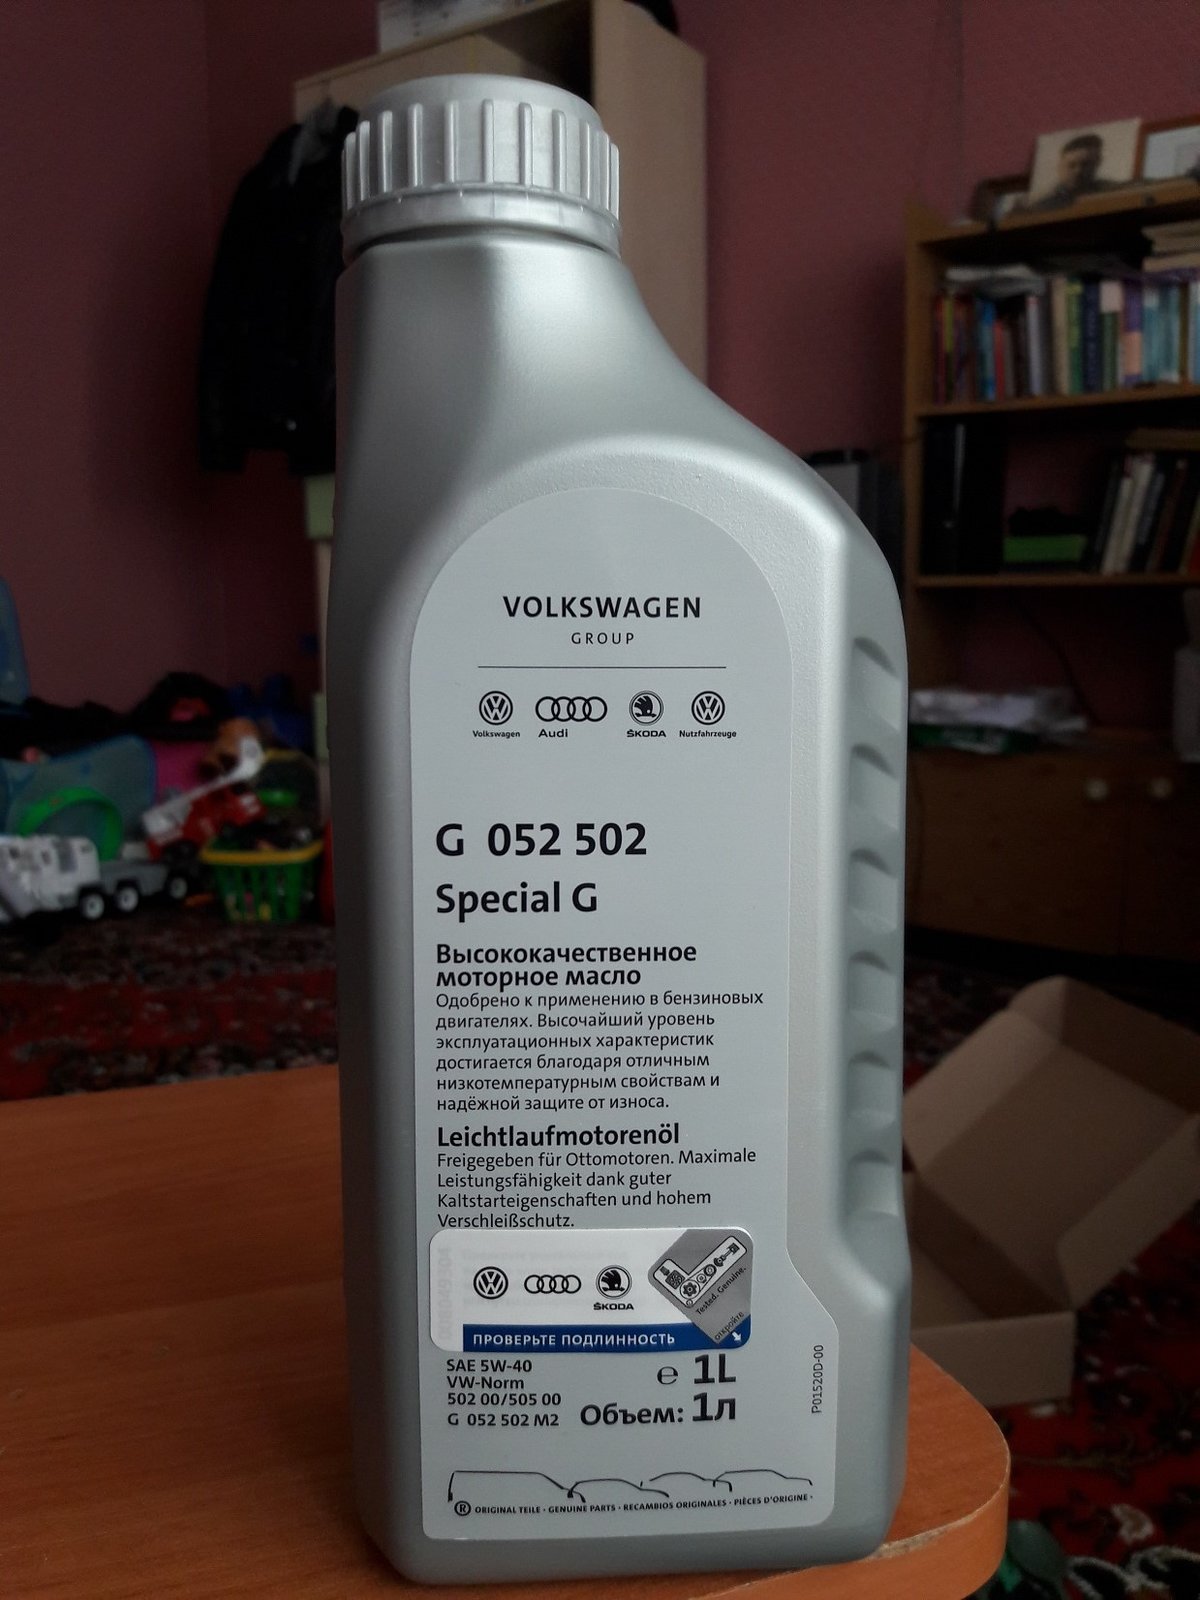 VOLKSWAGEN
GROUP
Volkswagen Audi ŠKODA Nutzfahrzeuge
G 052 502
Special G
Высококачественное
моторное масло
Одобрено к применению в бензиновых
двигателях. Высочайший уровень
эксплуатационных характеристик
достигается благодаря отличным
низкотемпературным свойствам и
надёжной защите от износа.
Leichtlaufmotorenöl
Freigegeben für Ottomotoren. Maximale
Leistungsfähigkeit dank guter
Kaltstarteigenschaften und hohem
Verschleißschutz.
ŠKODA
Tested. Genuine.
откройте
ПРОВЕРЬТЕ ПОДЛИННОСТЬ
SAE 5W-40
VW-Norm
502 00/505 00
G 052 502 M2
e 1L
Объем: 1л
P01520D-00
® ORIGINAL TEILE · GENUINE PARTS · RECAMBIOS ORIGINALES · PIÈCES D'ORIGINE ·